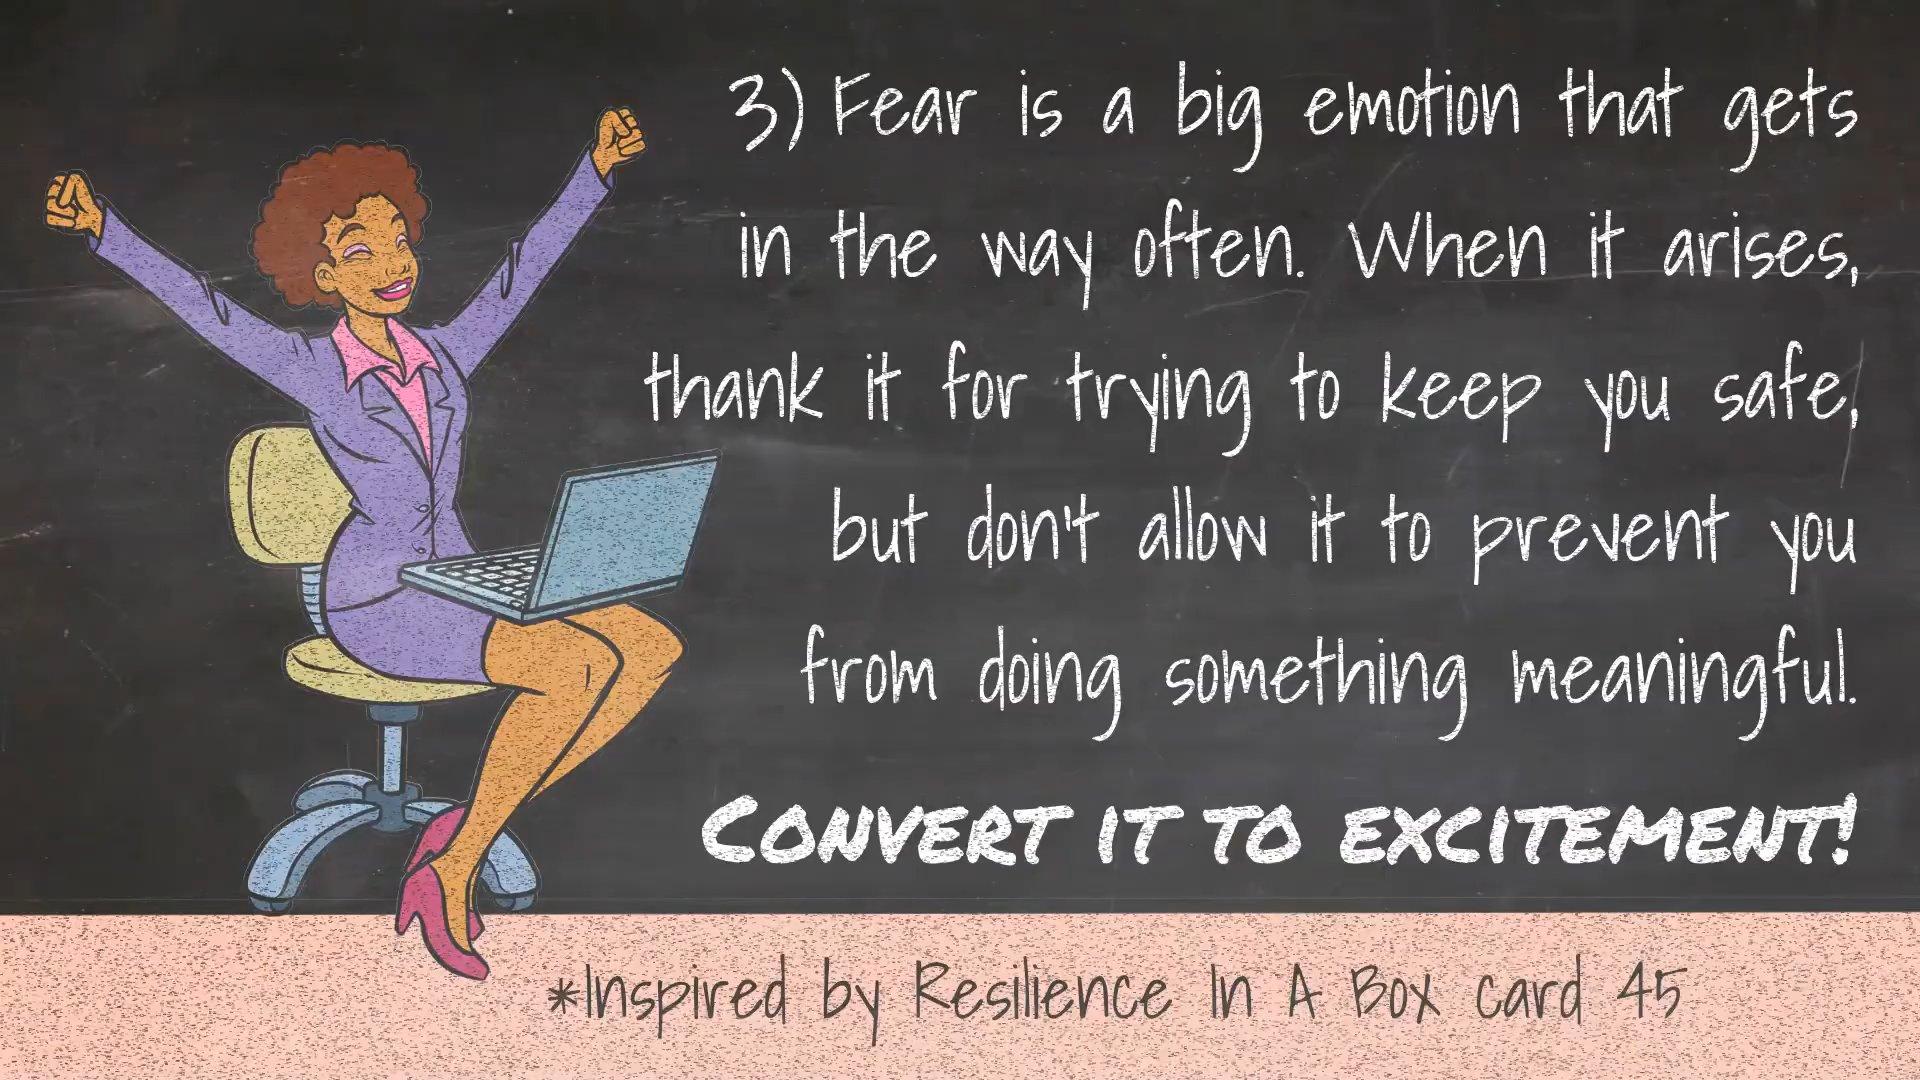 3) Fear is a big emotion that gets
in the way often. When it arises,
thank it for trying to keep you safe,
but don't allow it to prevent you
from doing something meaningful.
CONVERT IT TO EXCITEMENT!
*Inspired by Resilience In A Box card 45